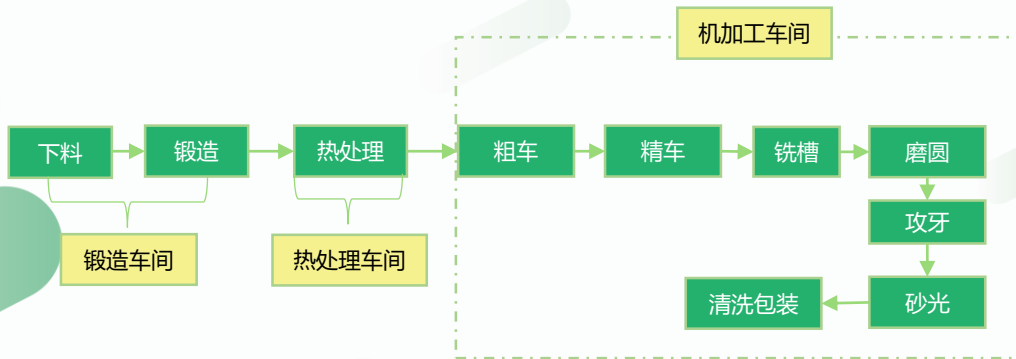 机加工车间
下料
锻造
热处理
粗车
精车
铣槽
磨圆
攻牙
锻造车间
热处理车间
砂光
清洗包装